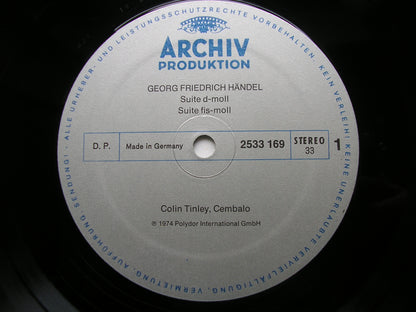 ALLE URHEBER- UND LEISTUNGSSCHUTZRECHTE VORBEHALTEN · KEIN VERLEIH! KEINE UNERLAUBTE VERVIELFÄLTIGUNG, VERMIETUNG, AUFFÜHRUNG, SENDUNG! ·
ARCHIV
PRODUKTION
GEORG FRIEDRICH HÄNDEL
Suite d-moll
Suite fis-moll
D. P. Made in Germany 2533 169 STEREO 33 1
Colin Tinley, Cembalo
℗ 1974 Polydor International GmbH